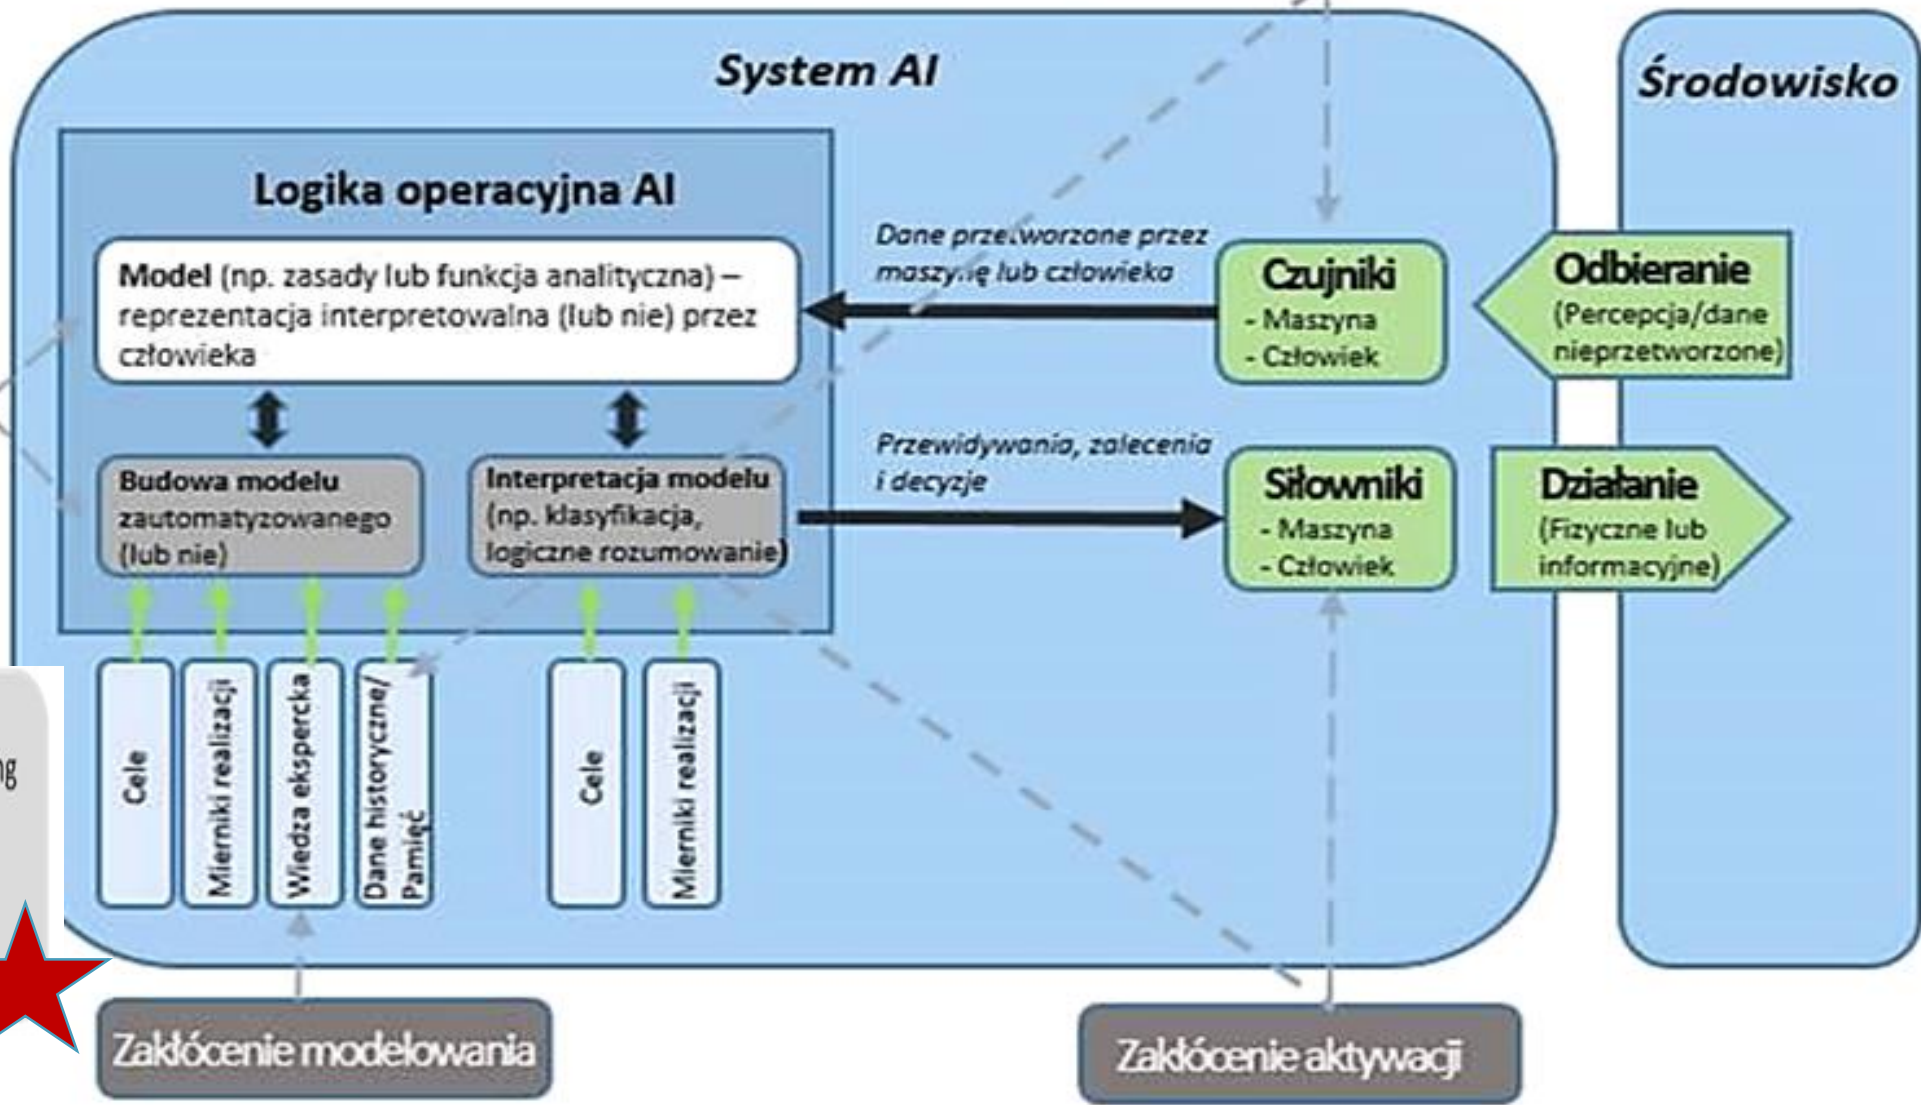 System AI
Środowisko
Logika operacyjna AI
Model (np. zasady lub funkcja analityczna) –
reprezentacja interpretowalna (lub nie) przez
człowieka
Dane przetworzone przez
maszynę lub człowieka
Czujniki
- Maszyna
- Człowiek
Odbieranie
(Percepcja/dane
nieprzetworzone)
Budowa modelu
zautomatyzowanego
(lub nie)
Interpretacja modelu
(np. klasyfikacja,
logiczne rozumowanie)
Przewidywania, zalecenia
i decyzje
Siłowniki
- Maszyna
- Człowiek
Działanie
(Fizyczne lub
informacyjne)
Cele
Mierniki realizacji
Wiedza ekspercka
Dane historyczne/
Pamięć
Cele
Mierniki realizacji
Zakłócenie modelowania
Zakłócenie aktywacji